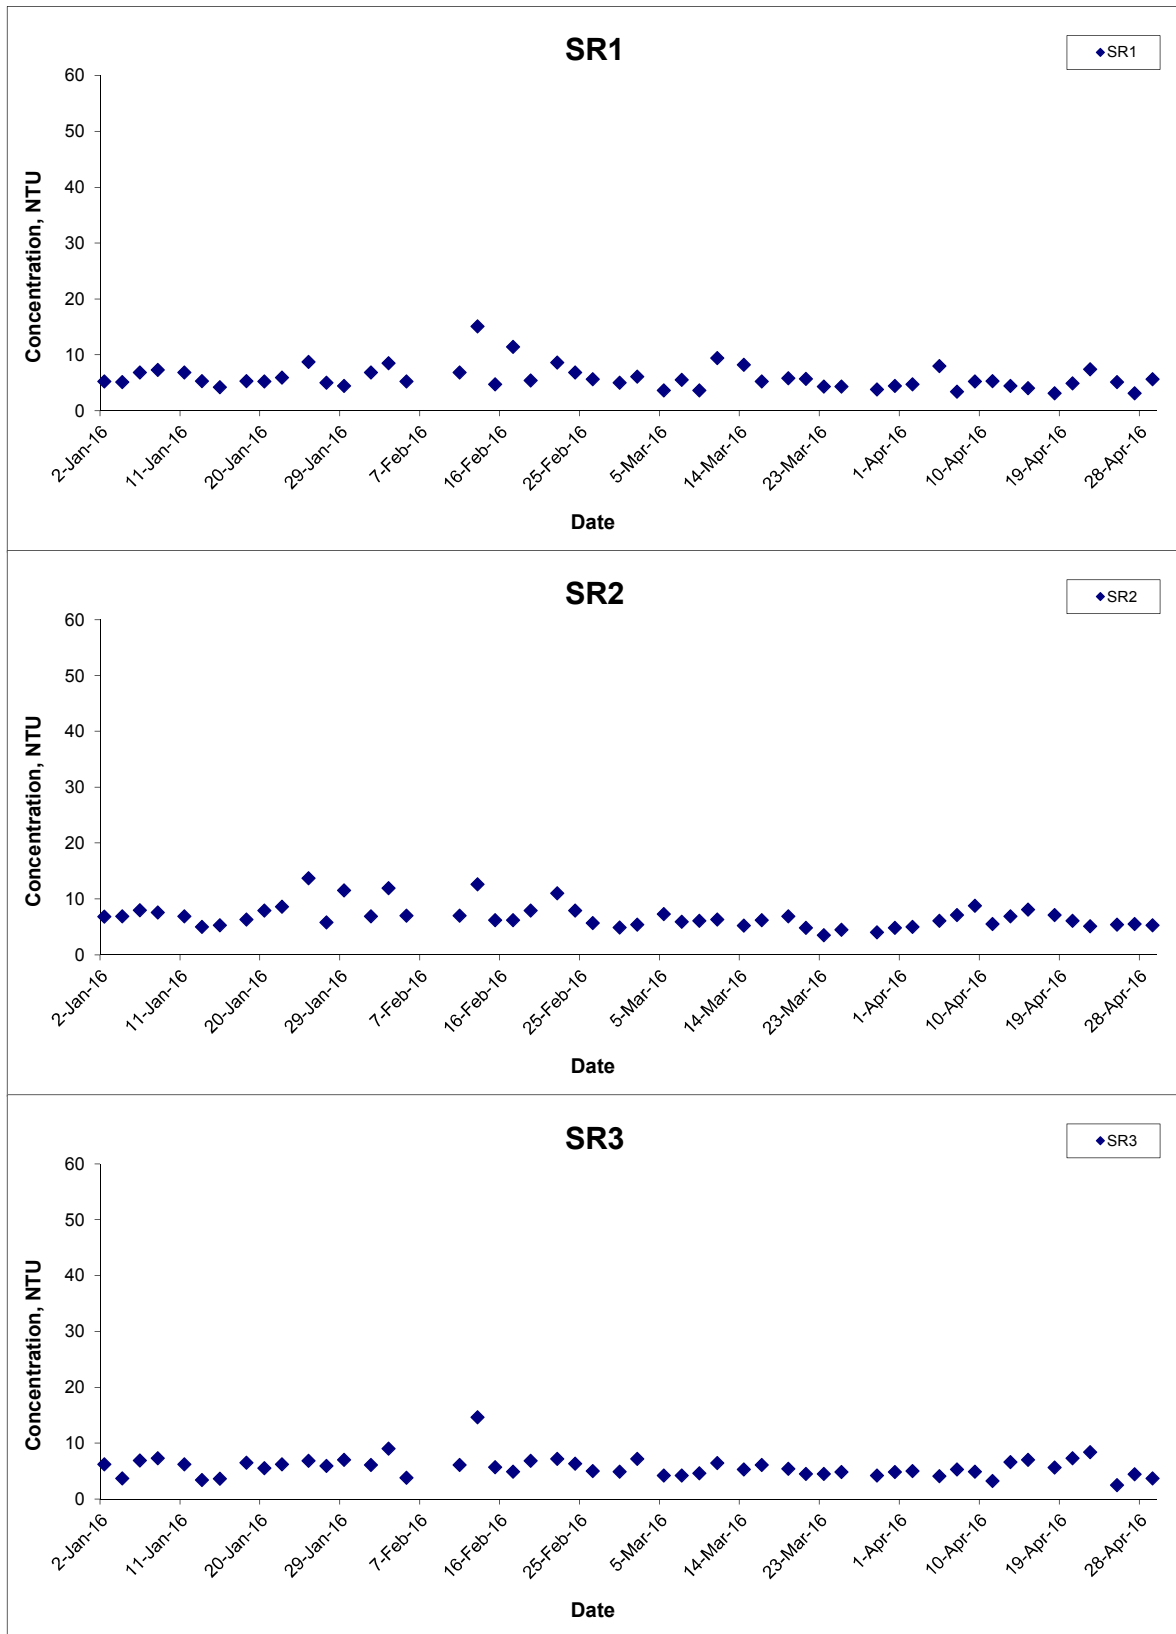 SR1
SR1
60
50
40
30
20
10
0
Concentration, NTU
2-Jan-16
11-Jan-16
20-Jan-16
29-Jan-16
7-Feb-16
16-Feb-16
25-Feb-16
5-Mar-16
14-Mar-16
23-Mar-16
1-Apr-16
10-Apr-16
19-Apr-16
28-Apr-16
Date
SR2
SR2
60
50
40
30
20
10
0
Concentration, NTU
2-Jan-16
11-Jan-16
20-Jan-16
29-Jan-16
7-Feb-16
16-Feb-16
25-Feb-16
5-Mar-16
14-Mar-16
23-Mar-16
1-Apr-16
10-Apr-16
19-Apr-16
28-Apr-16
Date
SR3
SR3
60
50
40
30
20
10
0
Concentration, NTU
2-Jan-16
11-Jan-16
20-Jan-16
29-Jan-16
7-Feb-16
16-Feb-16
25-Feb-16
5-Mar-16
14-Mar-16
23-Mar-16
1-Apr-16
10-Apr-16
19-Apr-16
28-Apr-16
Date